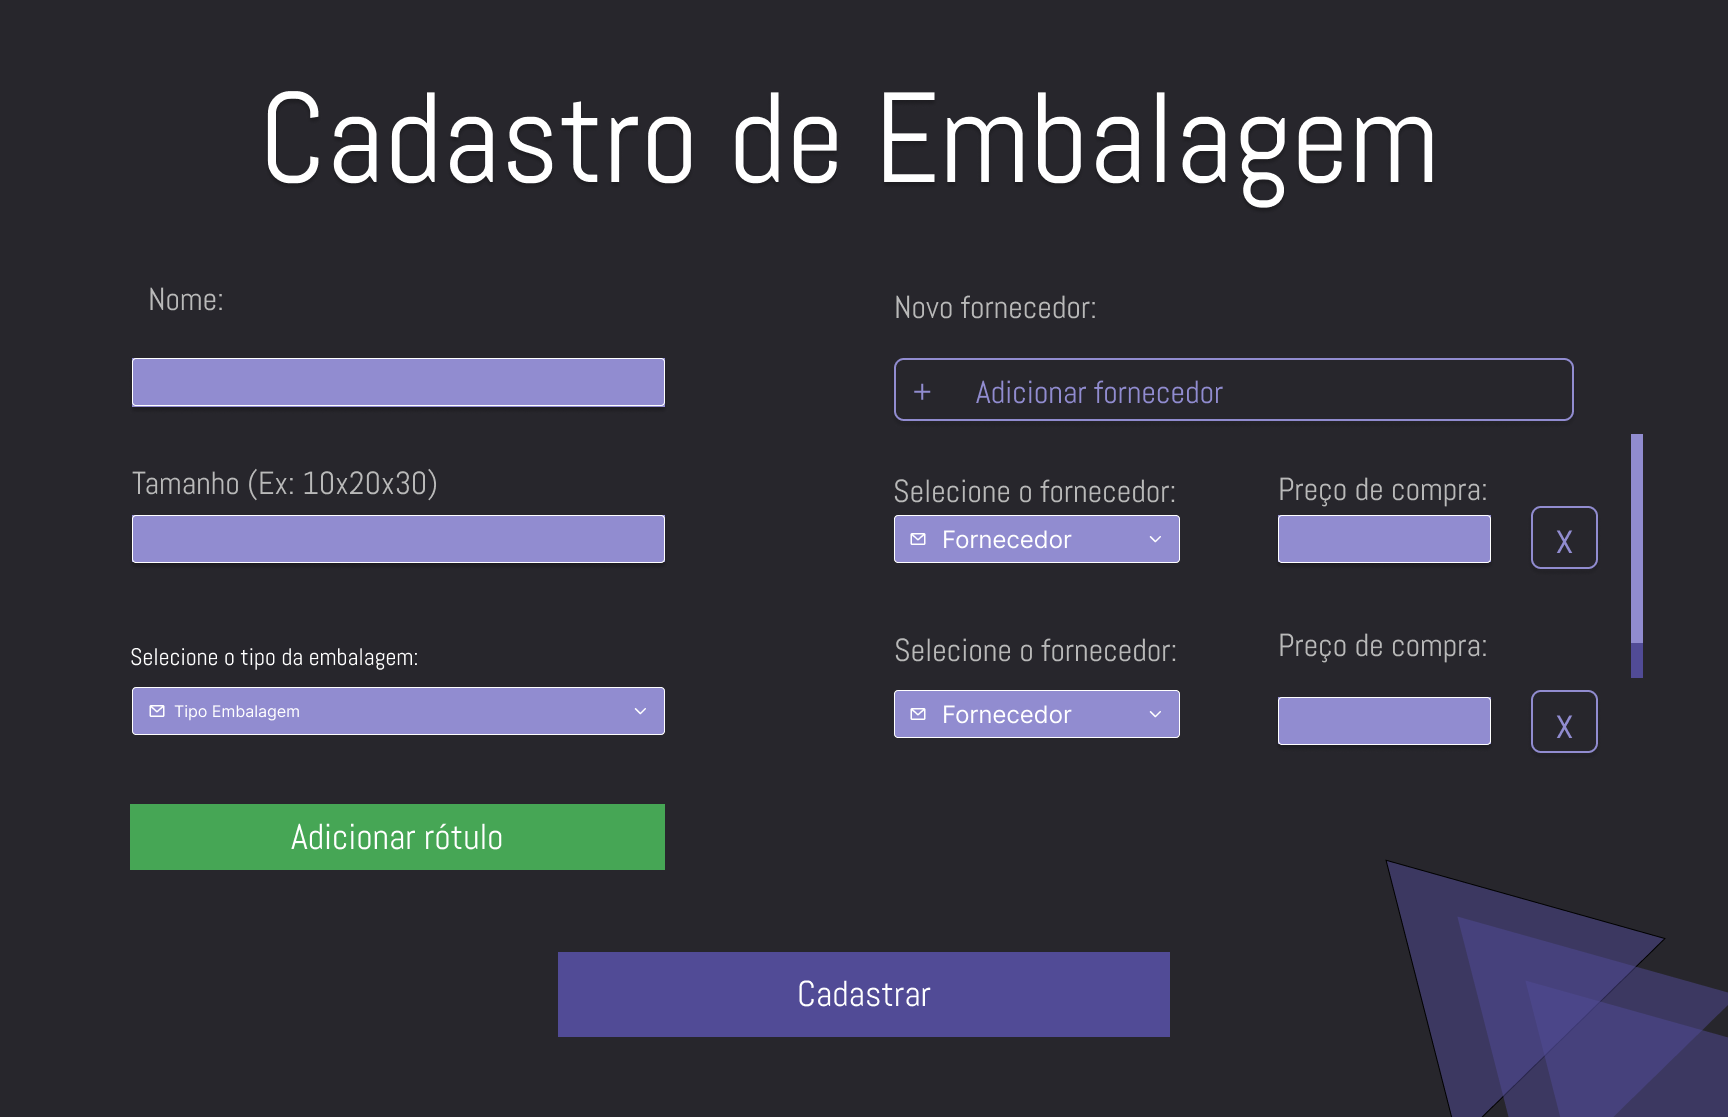 Cadastro de Embalagem
Nome:
Tamanho (Ex: 10x20x30)
Selecione o tipo da embalagem:
Tipo Embalagem
Adicionar rótulo
Novo fornecedor:
+ Adicionar fornecedor
Selecione o fornecedor: Preço de compra:
Fornecedor X
Selecione o fornecedor: Preço de compra:
Fornecedor X
Cadastrar